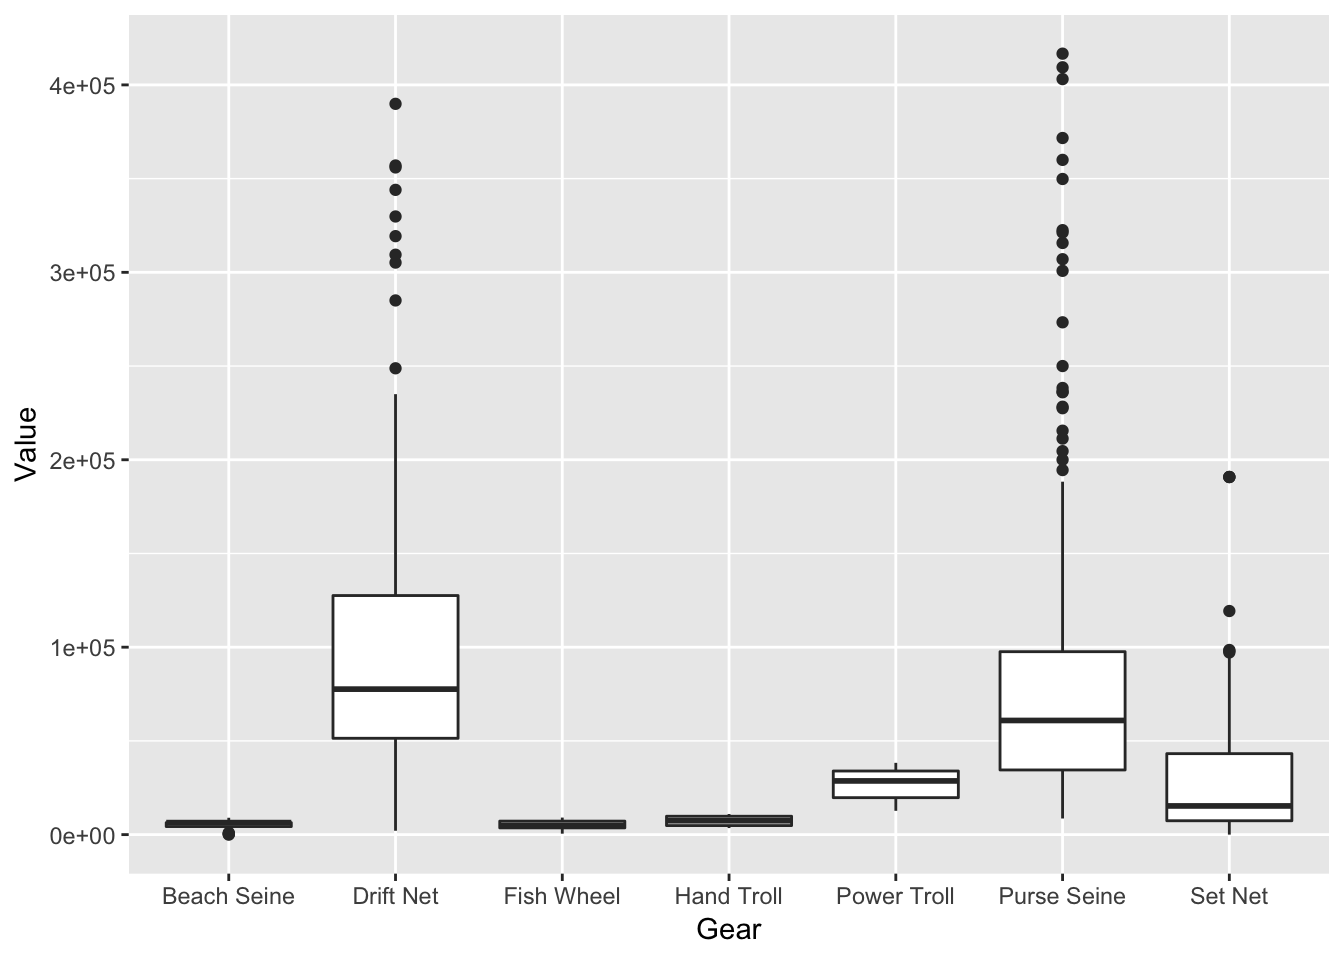 4e+05
3e+05
2e+05
1e+05
0e+00
Value
Beach Seine Drift Net Fish Wheel Hand Troll Power Troll Purse Seine Set Net
Gear